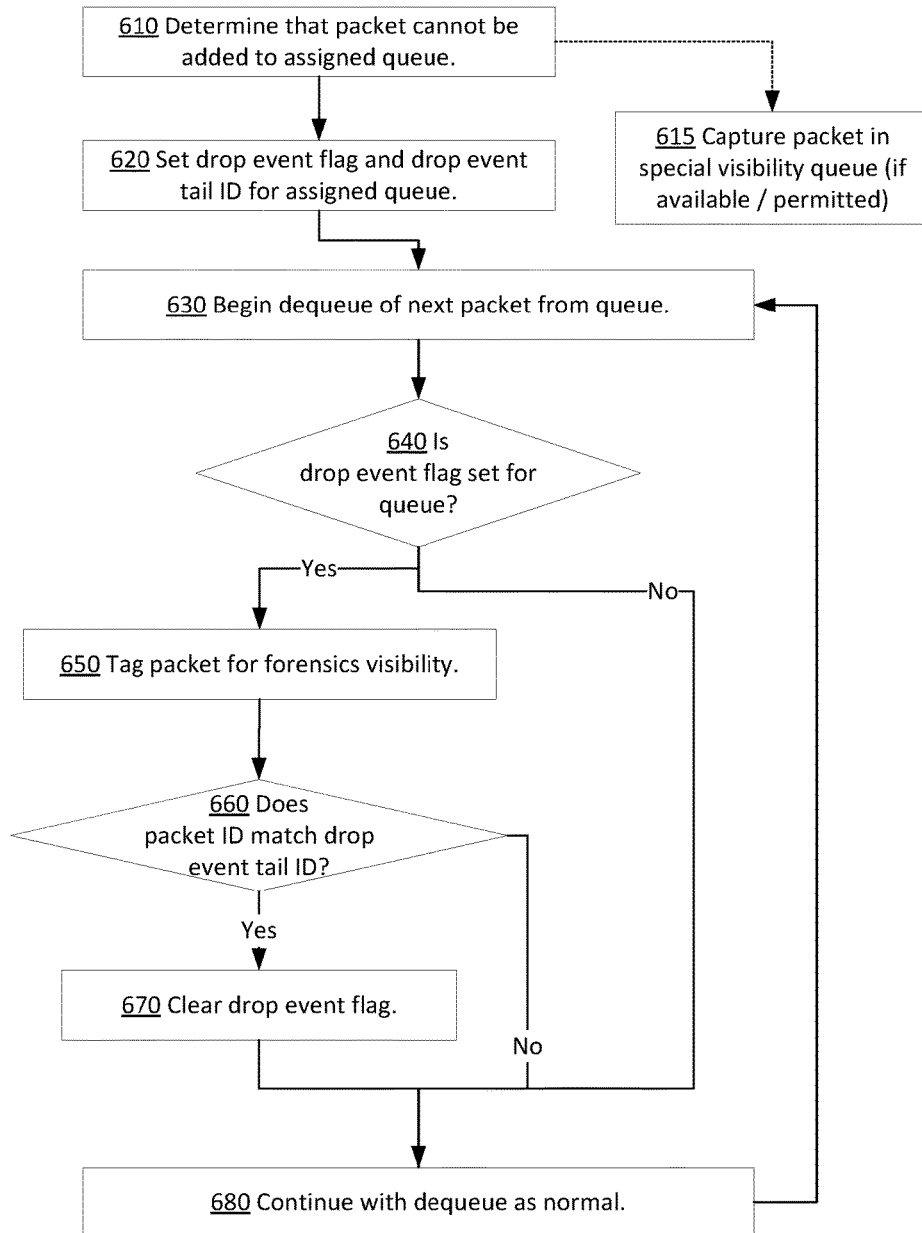 610 Determine that packet cannot be
added to assigned queue.
615 Capture packet in
special visibility queue (if
available / permitted)
620 Set drop event flag and drop event
tail ID for assigned queue.
630 Begin dequeue of next packet from queue.
640 Is
drop event flag set for
queue?
Yes
No
650 Tag packet for forensics visibility.
660 Does
packet ID match drop
event tail ID?
Yes
670 Clear drop event flag.
No
680 Continue with dequeue as normal.